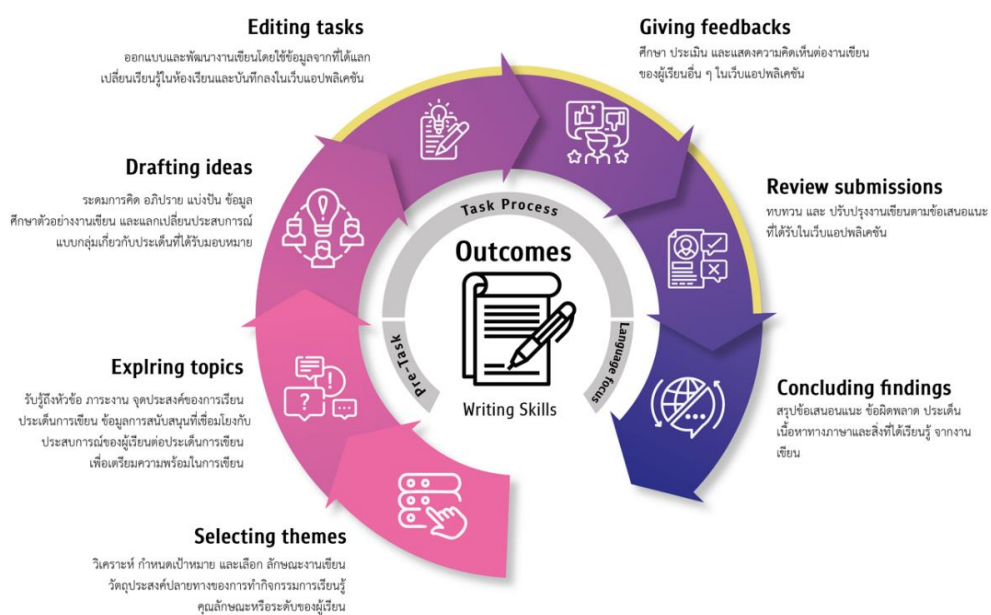 Editing tasks
ออกแบบและพัฒนางานเขียนโดยใช้ข้อมูลจากที่ได้แลก
เปลี่ยนเรียนรู้ในห้องเรียนและบันทึกลงในเว็บแอปพลิเคชัน
Giving feedbacks
ศึกษา ประเมิน และแสดงความคิดเห็นต่องานเขียน
ของผู้เรียนอื่น ๆ ในเว็บแอปพลิเคชัน
Drafting ideas
ระดมการคิด อภิปราย แบ่งปัน ข้อมูล
ศึกษาตัวอย่างงานเขียน และแลกเปลี่ยนประสบการณ์
แบบกลุ่มเกี่ยวกับประเด็นที่ได้รับมอบหมาย
Review submissions
ทบทวน และ ปรับปรุงงานเขียนตามข้อเสนอแนะ
ที่ได้รับในเว็บแอปพลิเคชัน
Task Process
Outcomes
Pre-Task
Language focus
Writing Skills
Explring topics
รับรู้ถึงหัวข้อ ภาระงาน จุดประสงค์ของการเรียน
ประเด็นการเขียน ข้อมูลการสนับสนุนที่เชื่อมโยงกับ
ประสบการณ์ของผู้เรียนต่อประเด็นการเขียน
เพื่อเตรียมความพร้อมในการเขียน
Concluding findings
สรุปข้อเสนอแนะ ข้อผิดพลาด ประเด็น
เนื้อหาทางภาษาและสิ่งที่ได้เรียนรู้ จากงาน
เขียน
Selecting themes
วิเคราะห์ กำหนดเป้าหมาย และเลือก ลักษณะงานเขียน
วัตถุประสงค์ปลายทางของการทำกิจกรรมการเรียนรู้
คุณลักษณะหรือระดับของผู้เรียน